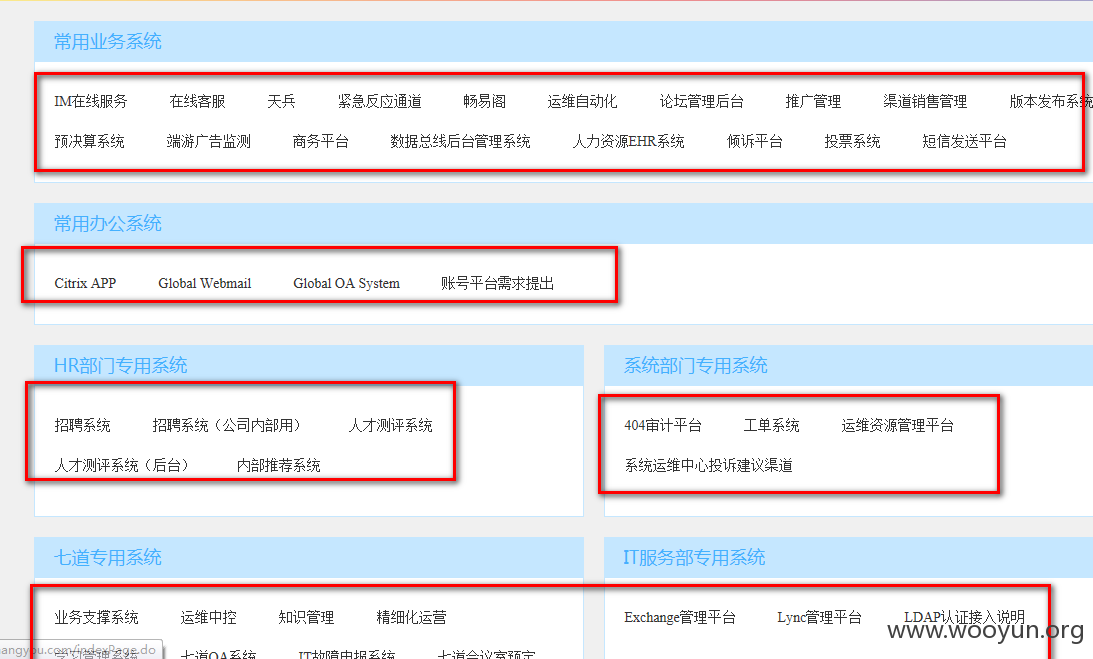 常用业务系统
IM在线服务 在线客服 天兵 紧急反应通道 畅易阁 运维自动化 论坛管理后台 推广管理 渠道销售管理 版本发布系统
预决算系统 端游广告监测 商务平台 数据总线后台管理系统 人力资源EHR系统 倾诉平台 投票系统 短信发送平台
常用办公系统
Citrix APP Global Webmail Global OA System 账号平台需求提出
HR部门专用系统
招聘系统 招聘系统（公司内部用） 人才测评系统
人才测评系统（后台） 内部推荐系统
系统部门专用系统
404审计平台 工单系统 运维资源管理平台
系统运维中心投诉建议渠道
七道专用系统
业务支撑系统 运维中控 知识管理 精细化运营
学习管理系统 七道OA系统 IT故障申报系统 七道会议室预定
IT服务部专用系统
Exchange管理平台 Lync管理平台 LDAP认证接入说明
www.wooyun.org
angyou.com/indexPage.do